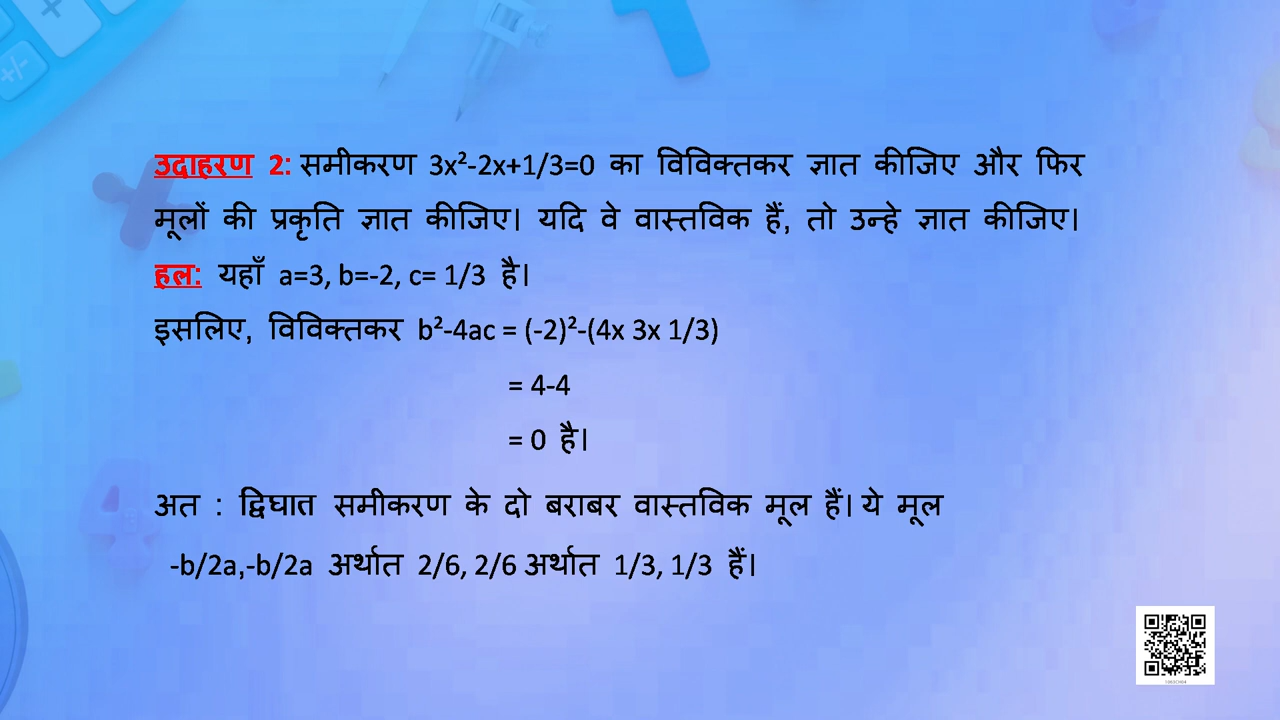 उदाहरण 2: समीकरण 3x²-2x+1/3=0 का विविक्तकर ज्ञात कीजिए और फिर
मूलों की प्रकृति ज्ञात कीजिए। यदि वे वास्तविक हैं, तो उन्हे ज्ञात कीजिए।
हल: यहाँ a=3, b=-2, c= 1/3 है।
इसलिए, विविक्तकर b²-4ac = (-2)²-(4x 3x 1/3)
= 4-4
= 0 है।
अत : द्विघात समीकरण के दो बराबर वास्तविक मूल हैं। ये मूल
-b/2a,-b/2a अर्थात 2/6, 2/6 अर्थात 1/3, 1/3 हैं।